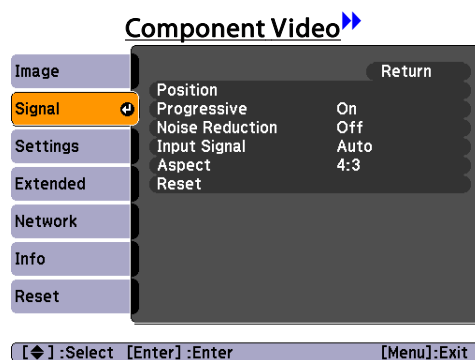 Component Video
Image
Signal
Settings
Extended
Network
Info
Reset
Return
Position
Progressive On
Noise Reduction Off
Input Signal Auto
Aspect 4:3
Reset
[◆] :Select [Enter] :Enter [Menu]:Exit